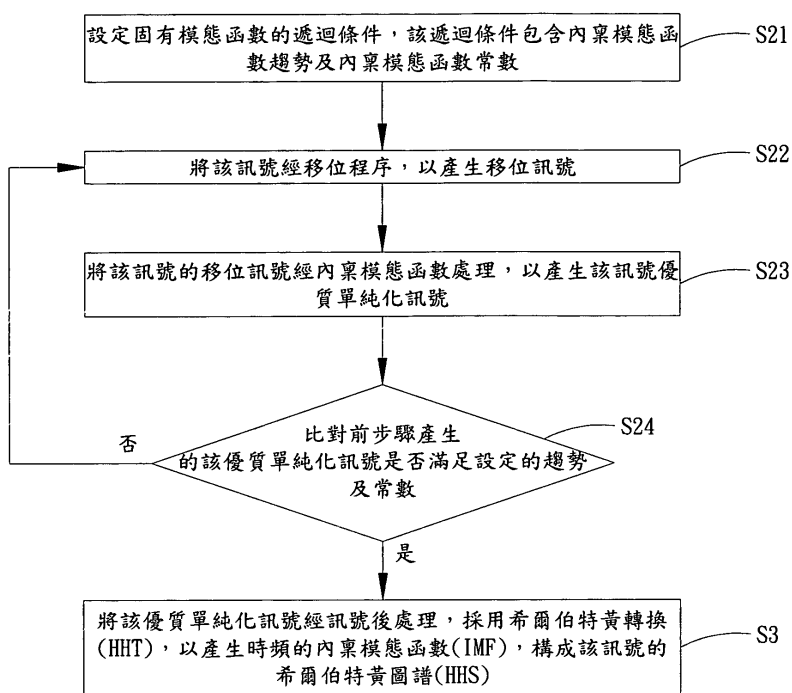 設定固有模態函數的遞迴條件，該遞迴條件包含內稟模態函
數趨勢及內稟模態函數常數
S21
將該訊號經移位程序，以產生移位訊號
S22
將該訊號的移位訊號經內稟模態函數處理，以產生該訊號優
質單純化訊號
S23
比對前步驟產生
的該優質單純化訊號是否滿足設定的趨勢
及常數
S24
否
是
將該優質單純化訊號經訊號後處理，採用希爾伯特黃轉換
(HHT)，以產生時頻的內稟模態函數(IMF)，構成該訊號的
希爾伯特黃圖譜(HHS)
S3